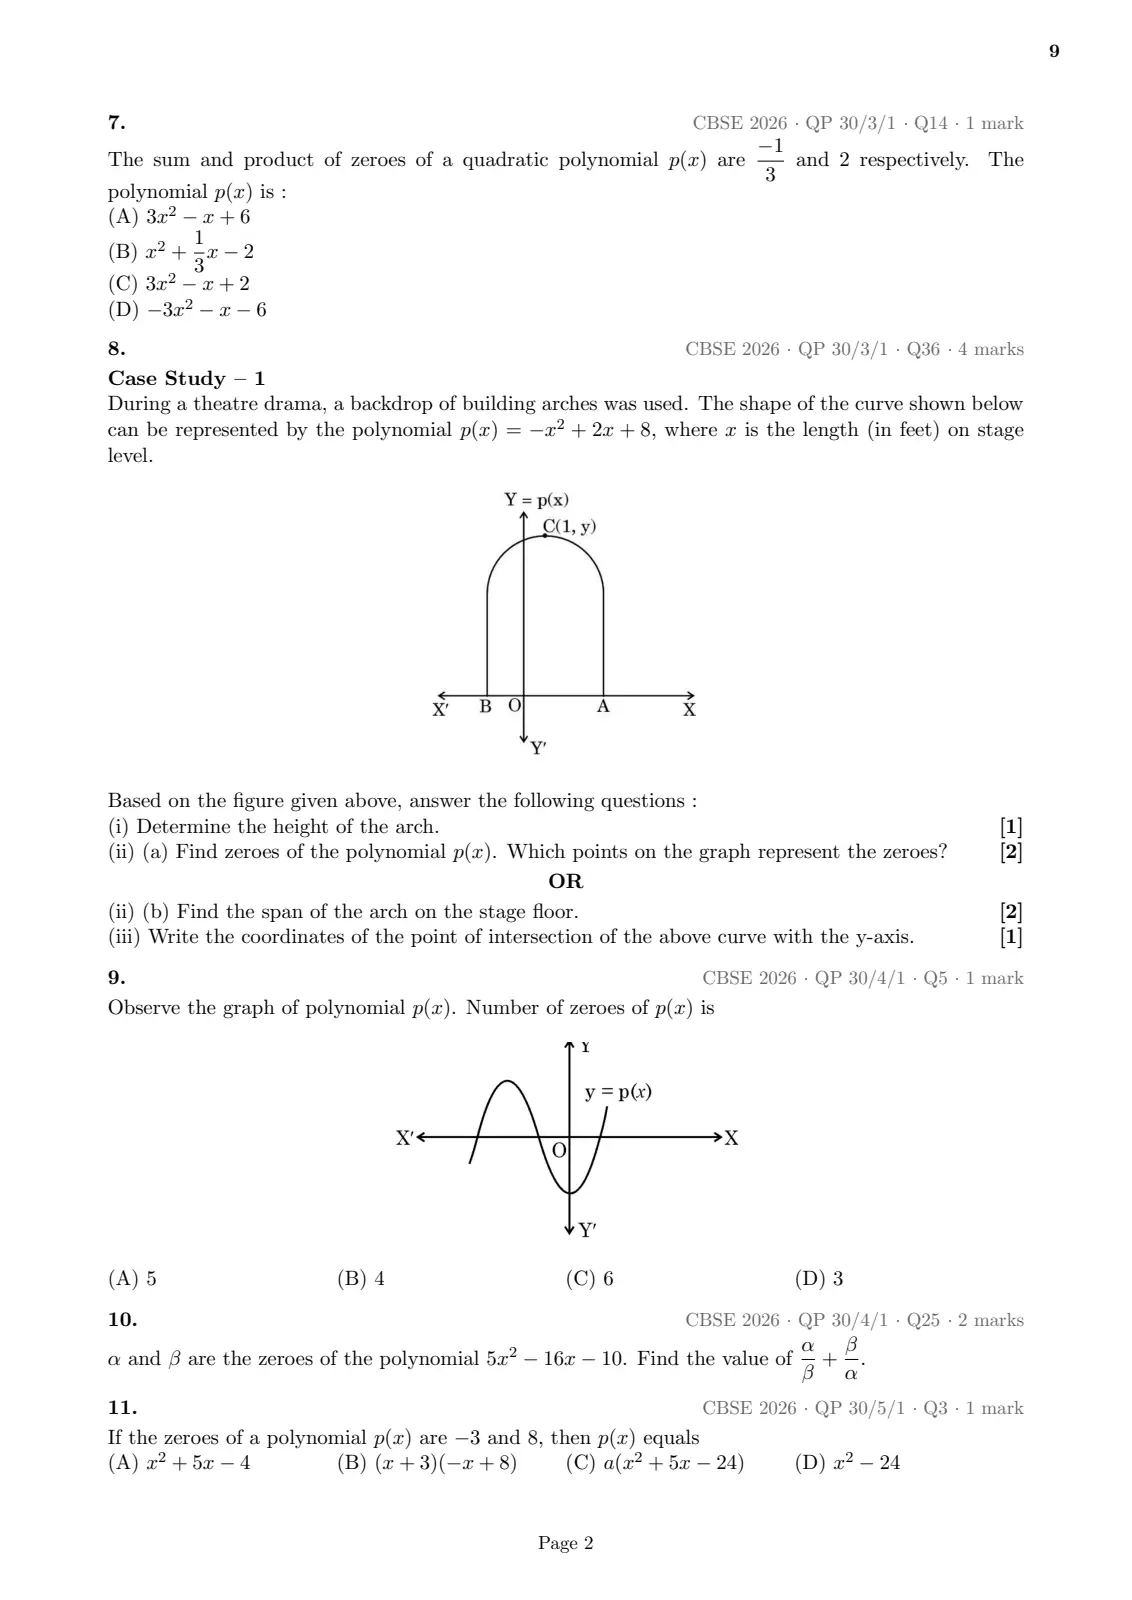 9
7. CBSE 2026 · QP 30/3/1 · Q14 · 1 mark
The sum and product of zeroes of a quadratic polynomial p(x) are −1/3 and 2 respectively. The
polynomial p(x) is :
(A) 3x² − x + 6
(B) x² + 1/3 x − 2
(C) 3x² − x + 2
(D) −3x² − x − 6
8. CBSE 2026 · QP 30/3/1 · Q36 · 4 marks
Case Study – 1
During a theatre drama, a backdrop of building arches was used. The shape of the curve shown below
can be represented by the polynomial p(x) = −x² + 2x + 8, where x is the length (in feet) on stage
level.
Y = p(x)
C(1, y)
X′ B O A X
Y′
Based on the figure given above, answer the following questions :
(i) Determine the height of the arch. [1]
(ii) (a) Find zeroes of the polynomial p(x). Which points on the graph represent the zeroes? [2]
OR
(ii) (b) Find the span of the arch on the stage floor. [2]
(iii) Write the coordinates of the point of intersection of the above curve with the y-axis. [1]
9. CBSE 2026 · QP 30/4/1 · Q5 · 1 mark
Observe the graph of polynomial p(x). Number of zeroes of p(x) is
Y
y = p(x)
X′ X
O
Y′
(A) 5 (B) 4 (C) 6 (D) 3
10. CBSE 2026 · QP 30/4/1 · Q25 · 2 marks
α and β are the zeroes of the polynomial 5x² − 16x − 10. Find the value of α/β + β/α.
11. CBSE 2026 · QP 30/5/1 · Q3 · 1 mark
If the zeroes of a polynomial p(x) are −3 and 8, then p(x) equals
(A) x² + 5x − 4 (B) (x + 3)(−x + 8) (C) a(x² + 5x − 24) (D) x² − 24
Page 2